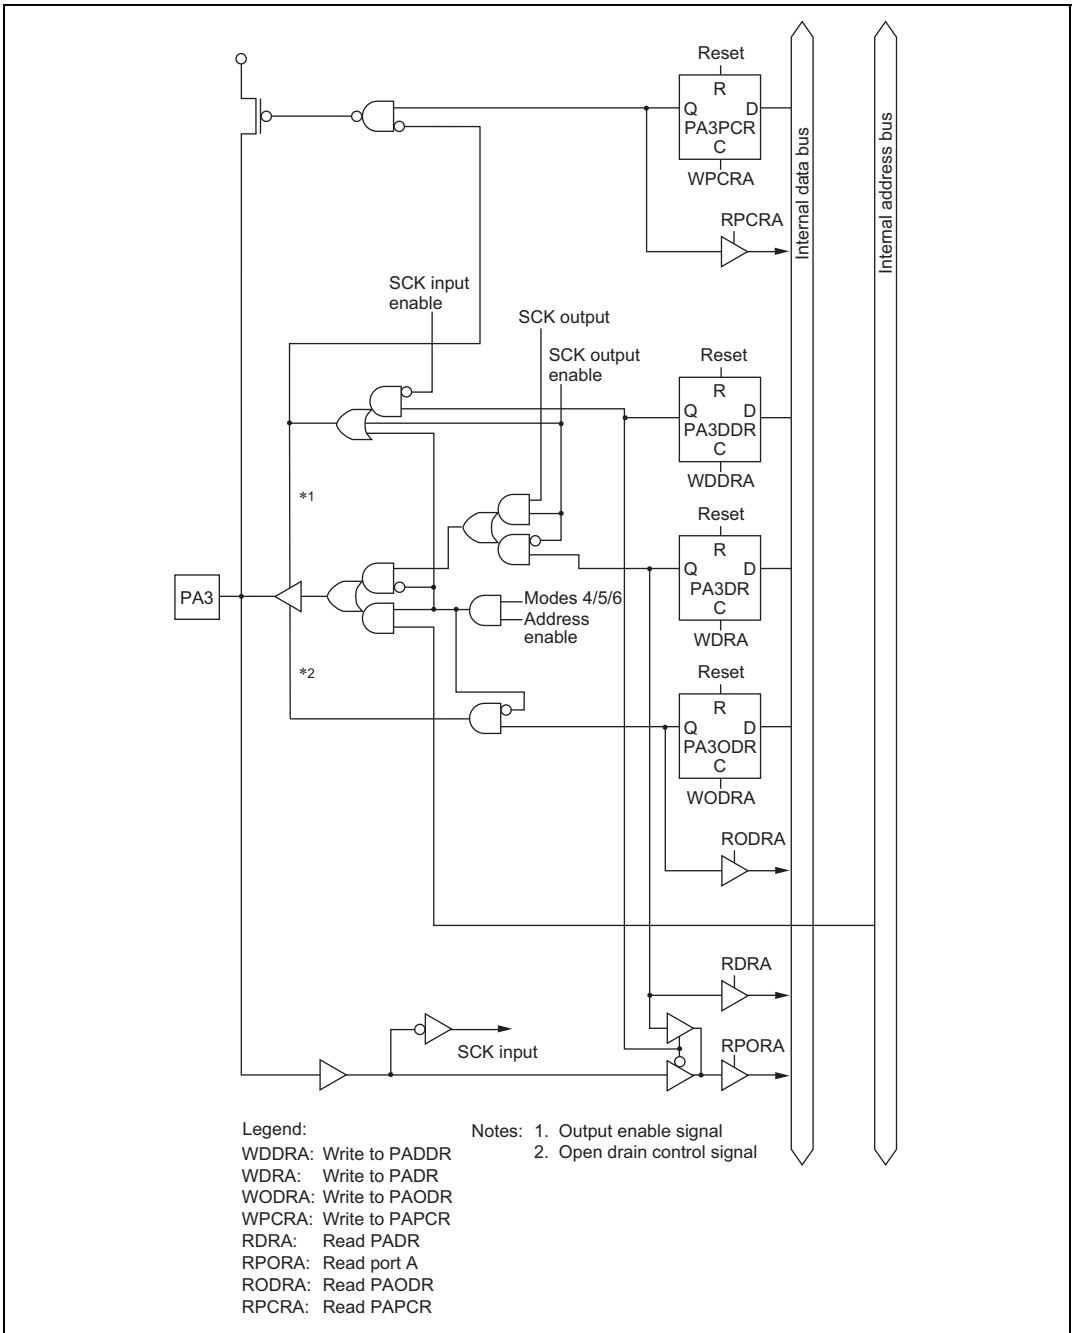 Reset
R
Q D
PA3PCR
C
WPCRA
RPCRA
Internal data bus
Internal address bus
SCK input
enable
SCK output
SCK output
enable
Reset
R
Q D
PA3DDR
C
WDDRA
*1
Reset
R
Q D
PA3DR
C
WDRA
PA3
Modes 4/5/6
Address
enable
*2
Reset
R
Q D
PA3ODR
C
WODRA
RODRA
RDRA
SCK input
RPORA
Legend:
WDDRA: Write to PADDR
WDRA: Write to PADR
WODRA: Write to PAODR
WPCRA: Write to PAPCR
RDRA: Read PADR
RPORA: Read port A
RODRA: Read PAODR
RPCRA: Read PAPCR
Notes: 1. Output enable signal
2. Open drain control signal